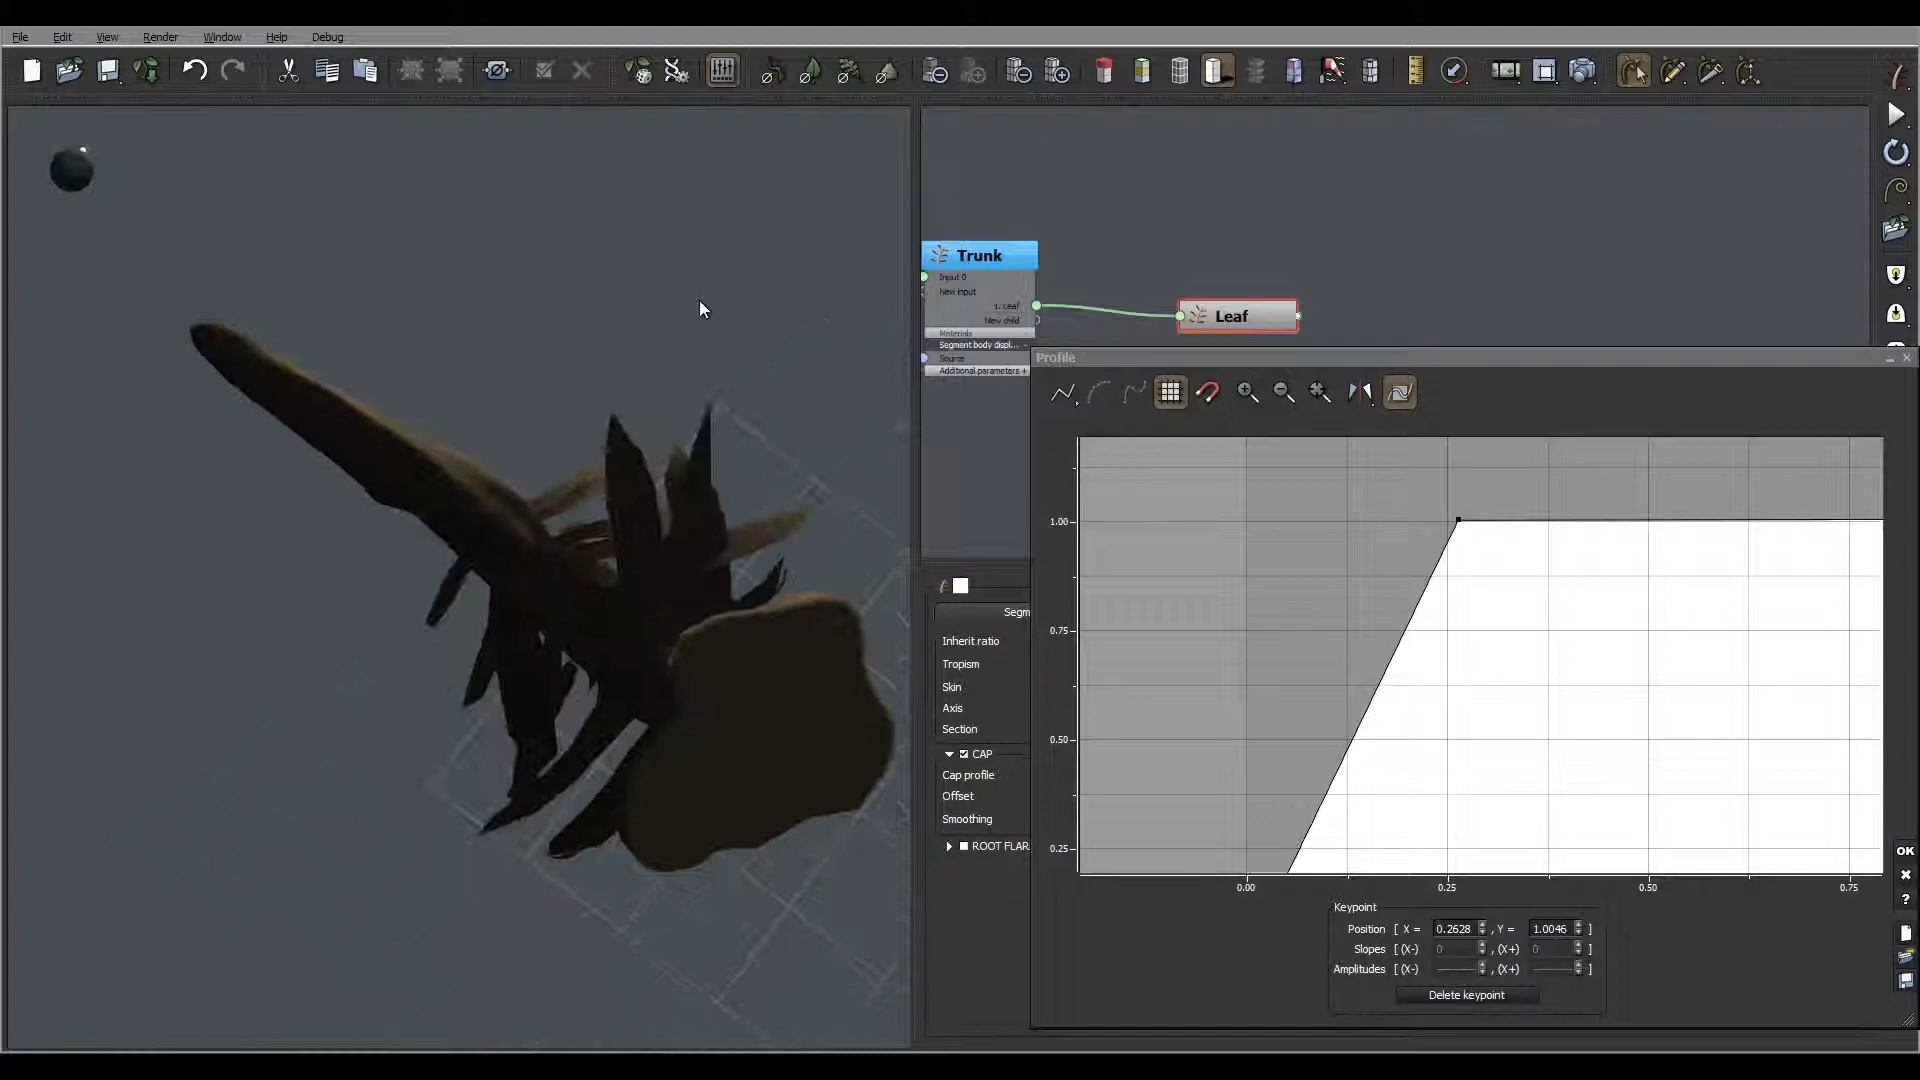 File Edit View Render Window Help Debug
Trunk
Input 0
New input
1. Leaf
New child
Materials
Segment body displ...
Source
Additional parameters +
Leaf
Profile
1.00
0.75
0.50
0.25
0.00 0.25 0.50 0.75
Segm
Inherit ratio
Tropism
Skin
Axis
Section
CAP
Cap profile
Offset
Smoothing
ROOT FLAR
Keypoint
Position [ X = 0.2628 , Y = 1.0046 ]
Slopes [ (X-) 0 , (X+) 0 ]
Amplitudes [ (X-) , (X+) ]
Delete keypoint
OK
?